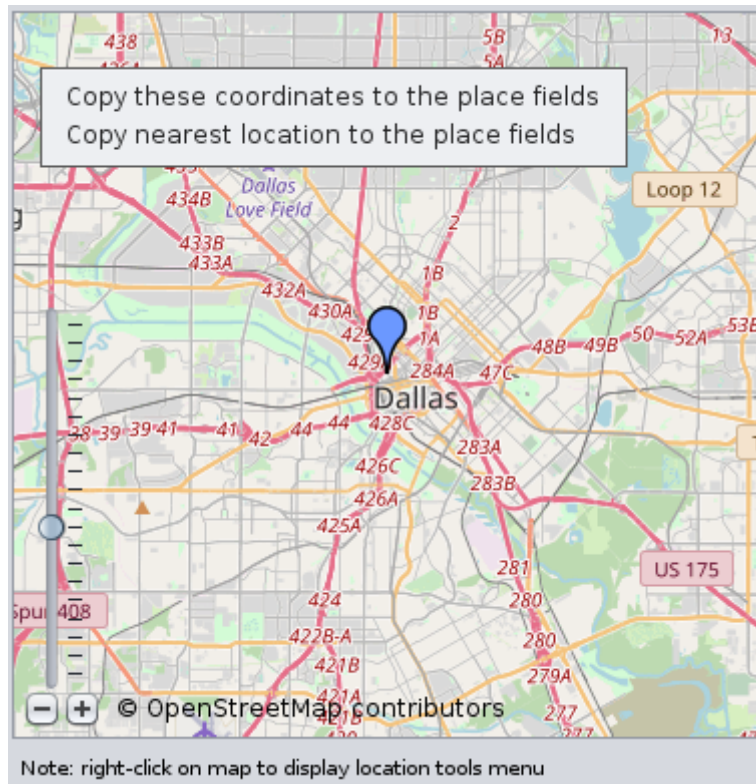 438
5B
5A
13
Copy these coordinates to the place fields
Copy nearest location to the place fields
Dallas
Love Field
Loop 12
434B
2
433B
433A
1B
432A
430A
1B
1A
53B
50
52A
48B
49B
284A
47C
Dallas
38
39
39
41
41
42
44
44
428C
283A
426C
283B
426A
425A
281
US 175
424
280
Spur 408
422B-A
280
421B
279A
421A
421B
277
277
© OpenStreetMap contributors
Note: right-click on map to display location tools menu